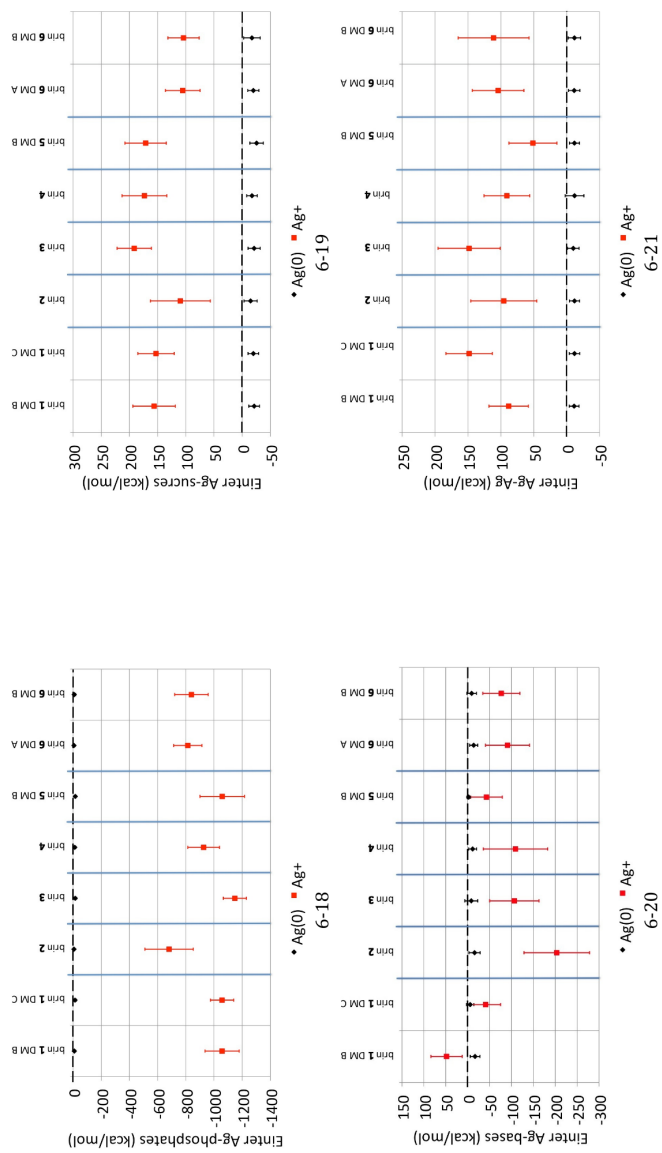 brin 1 DM B
brin 1 DM C
brin 2
brin 3
brin 4
brin 5 DM B
brin 6 DM A
brin 6 DM B
Einter Ag-phosphates (kcal/mol)
0
-200
-400
-600
-800
-1000
-1200
-1400
Ag(0) Ag+
6-18
brin 1 DM B
brin 1 DM C
brin 2
brin 3
brin 4
brin 5 DM B
brin 6 DM A
brin 6 DM B
Einter Ag-sucres (kcal/mol)
300
250
200
150
100
50
0
-50
Ag(0) Ag+
6-19
brin 1 DM B
brin 1 DM C
brin 2
brin 3
brin 4
brin 5 DM B
brin 6 DM A
brin 6 DM B
Einter Ag-bases (kcal/mol)
150
100
50
0
-50
-100
-150
-200
-250
-300
Ag(0) Ag+
6-20
brin 1 DM B
brin 1 DM C
brin 2
brin 3
brin 4
brin 5 DM B
brin 6 DM A
brin 6 DM B
Einter Ag-Ag (kcal/mol)
250
200
150
100
50
0
-50
Ag(0) Ag+
6-21